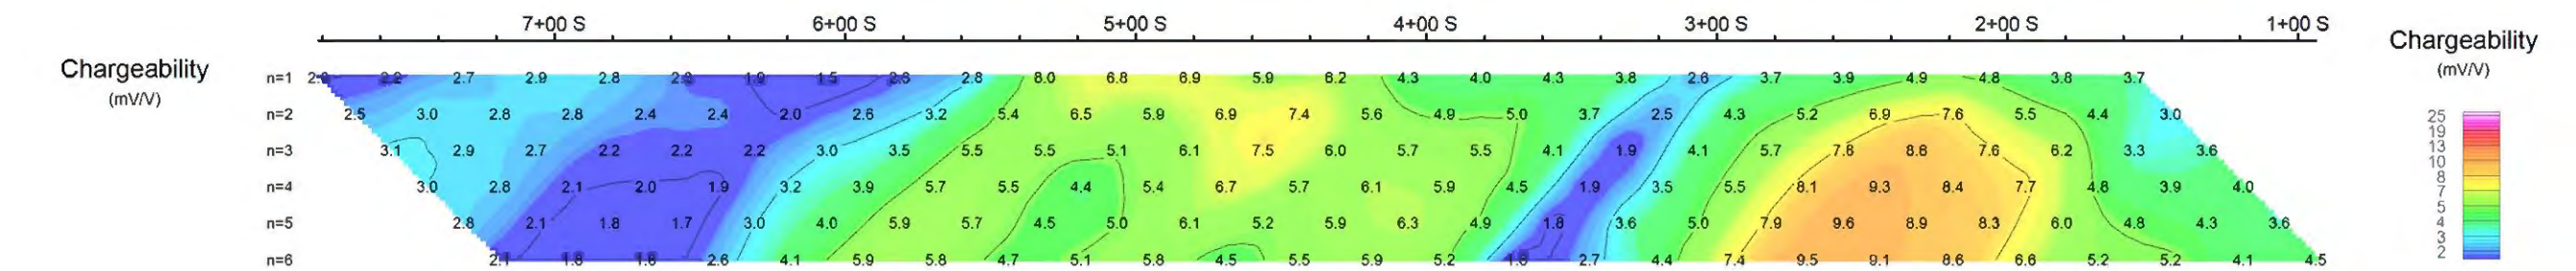 7+00 S 6+00 S 5+00 S 4+00 S 3+00 S 2+00 S 1+00 S
Chargeability
(mV/V)
Chargeability
(mV/V)
n=1 2.2 2.7 2.9 2.8 1.9 1.5 2.8 8.0 6.8 6.9 5.9 6.2 4.3 4.0 4.3 3.8 2.6 3.7 3.9 4.9 4.8 3.8 3.7
n=2 2.5 3.0 2.8 2.8 2.4 2.4 2.0 2.6 3.2 5.4 6.5 5.9 6.9 7.4 5.6 4.9 5.0 3.7 2.5 4.3 5.2 6.9 7.6 5.5 4.4 3.0
n=3 3.1 2.9 2.7 2.2 2.2 2.2 3.0 3.5 5.5 5.5 5.1 6.1 7.5 6.0 5.7 5.5 4.1 1.9 4.1 5.7 7.8 8.8 7.6 6.2 3.3 3.6
n=4 3.0 2.8 2.1 2.0 1.9 3.2 3.9 5.7 5.5 4.4 5.4 6.7 5.7 6.1 5.9 4.5 1.9 3.5 5.5 8.1 9.3 8.4 7.7 4.8 3.9 4.0
n=5 2.8 2.1 1.8 1.7 3.0 4.0 5.9 5.7 4.5 5.0 6.1 5.2 5.9 6.3 4.9 1.8 3.6 5.0 7.9 9.6 8.9 8.3 6.0 4.8 4.3 3.6
n=6 2.1 1.8 1.8 2.6 4.1 5.9 5.8 4.7 5.1 5.8 4.5 5.5 5.9 5.2 1.8 2.7 4.4 7.4 9.5 9.1 8.6 6.6 5.2 5.2 4.1 4.5
25
19
13
10
8
7
5
4
3
2